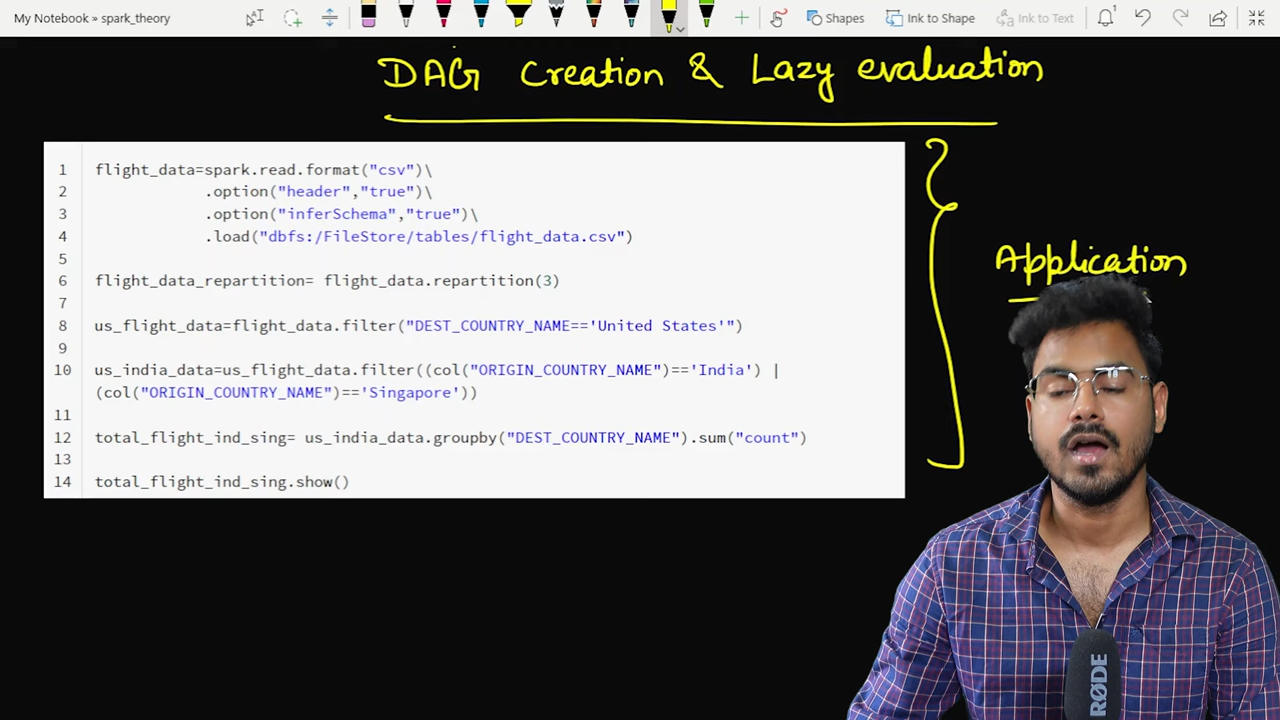 My Notebook » spark_theory
Shapes
Ink to Shape
Ink to Text
DAG Creation & Lazy evaluation
1 flight_data=spark.read.format("csv")\
2 .option("header","true")\
3 .option("inferSchema","true")\
4 .load("dbfs:/FileStore/tables/flight_data.csv")
5
6 flight_data_repartition= flight_data.repartition(3)
7
8 us_flight_data=flight_data.filter("DEST_COUNTRY_NAME=='United States'")
9
10 us_india_data=us_flight_data.filter((col("ORIGIN_COUNTRY_NAME")=='India') |
(col("ORIGIN_COUNTRY_NAME")=='Singapore'))
11
12 total_flight_ind_sing= us_india_data.groupby("DEST_COUNTRY_NAME").sum("count")
13
14 total_flight_ind_sing.show()
Application
RØDE